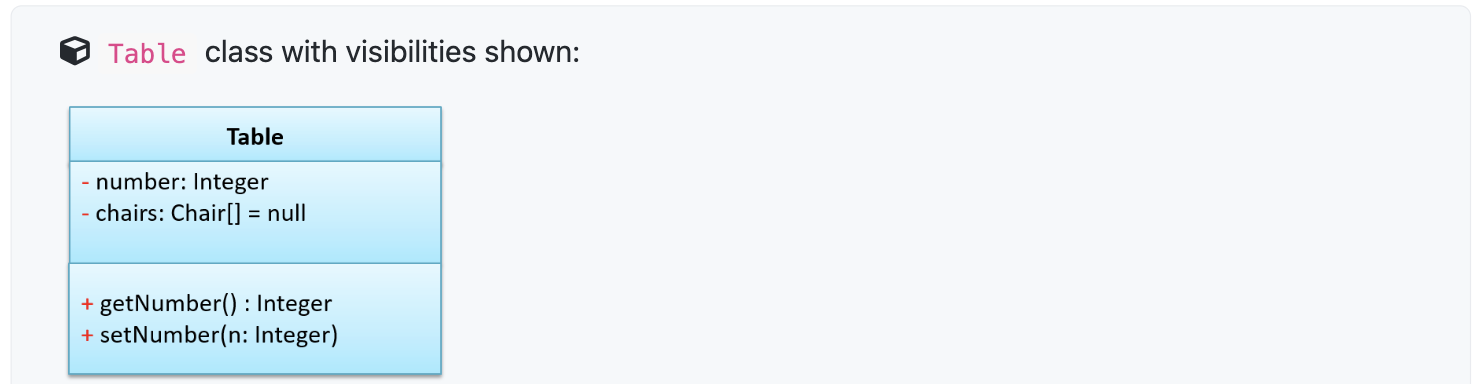 Table class with visibilities shown:
Table
- number: Integer
- chairs: Chair[] = null
+ getNumber() : Integer
+ setNumber(n: Integer)